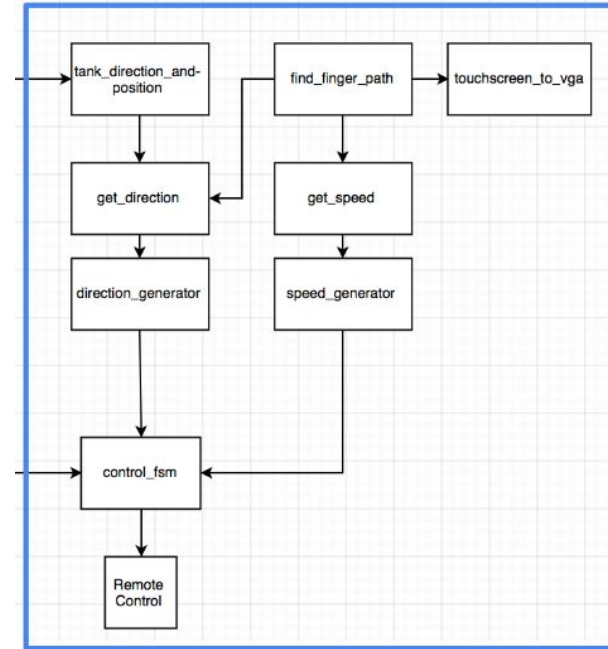 tank_direction_and-
position
find_finger_path
touchscreen_to_vga
get_direction
get_speed
direction_generator
speed_generator
control_fsm
Remote
Control